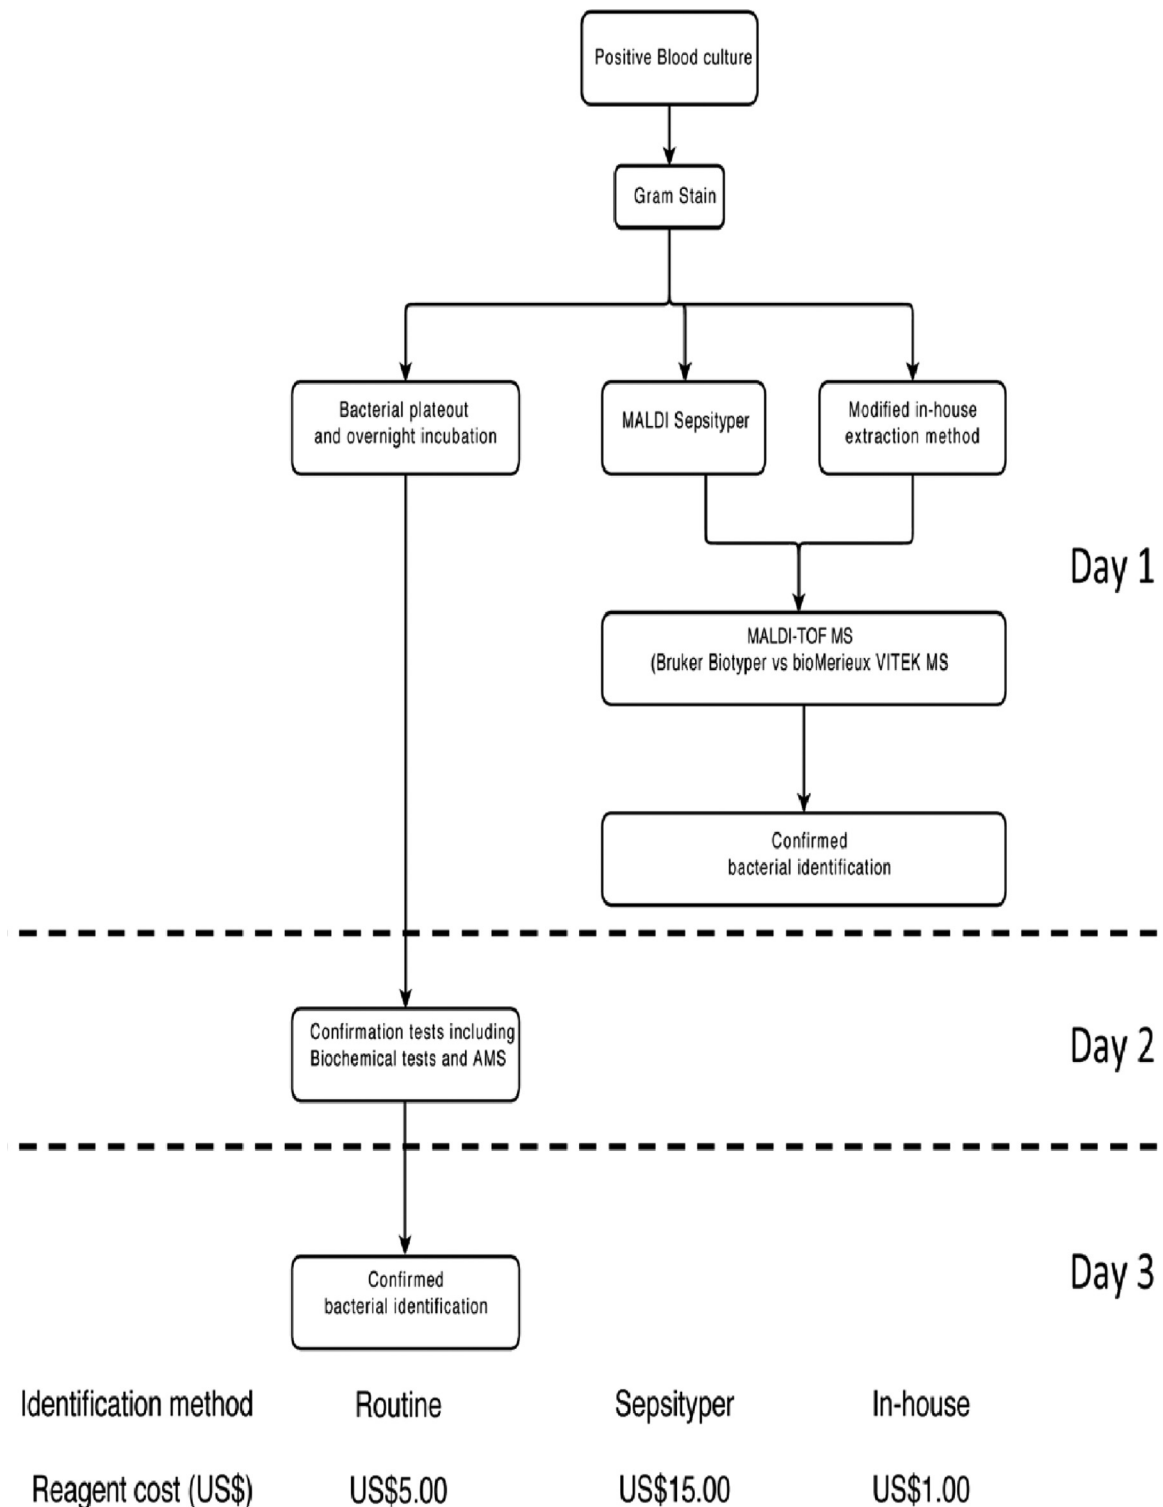 Positive Blood culture
Gram Stain
Bacterial plateout
and overnight incubation
MALDI Sepsityper
Modified in-house
extraction method
Day 1
MALDI-TOF MS
(Bruker Biotyper vs bioMerieux VITEK MS
Confirmed
bacterial identification
Confirmation tests including
Biochemical tests and AMS
Day 2
Confirmed
bacterial identification
Day 3
Identification method Routine Sepsityper In-house
Reagent cost (US$) US$5.00 US$15.00 US$1.00